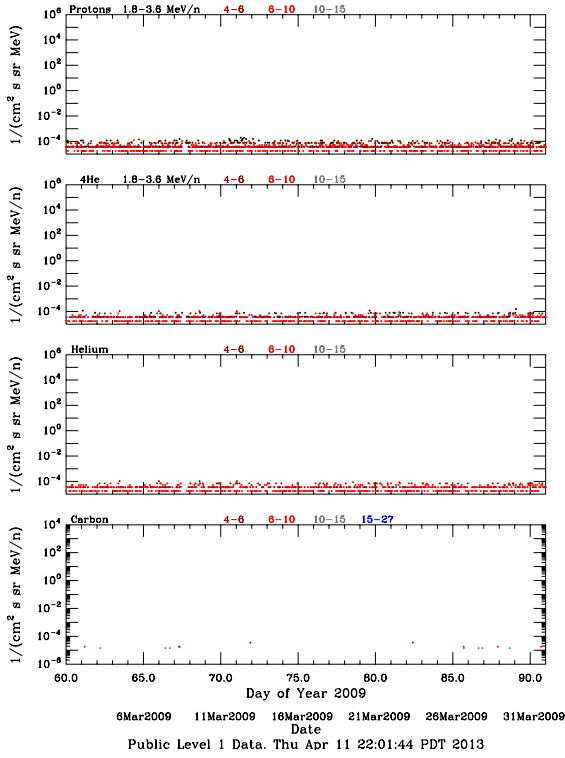 Protons 1.8-3.6 MeV/n 4-6 6-10 10-15
10^6
10^4
10^2
10^0
10^-2
10^-4
1/(cm^2 s sr MeV)
4He 1.8-3.6 MeV/n 4-6 6-10 10-15
10^6
10^4
10^2
10^0
10^-2
10^-4
1/(cm^2 s sr MeV/n)
Helium 4-6 6-10 10-15
10^6
10^4
10^2
10^0
10^-2
10^-4
1/(cm^2 s sr MeV/n)
Carbon 4-6 6-10 10-15 15-27
10^4
10^2
10^0
10^-2
10^-4
10^-6
1/(cm^2 s sr MeV/n)
60.0 65.0 70.0 75.0 80.0 85.0 90.0
Day of Year 2009
6Mar2009 11Mar2009 16Mar2009 21Mar2009 26Mar2009 31Mar2009
Date
Public Level 1 Data. Thu Apr 11 22:01:44 PDT 2013